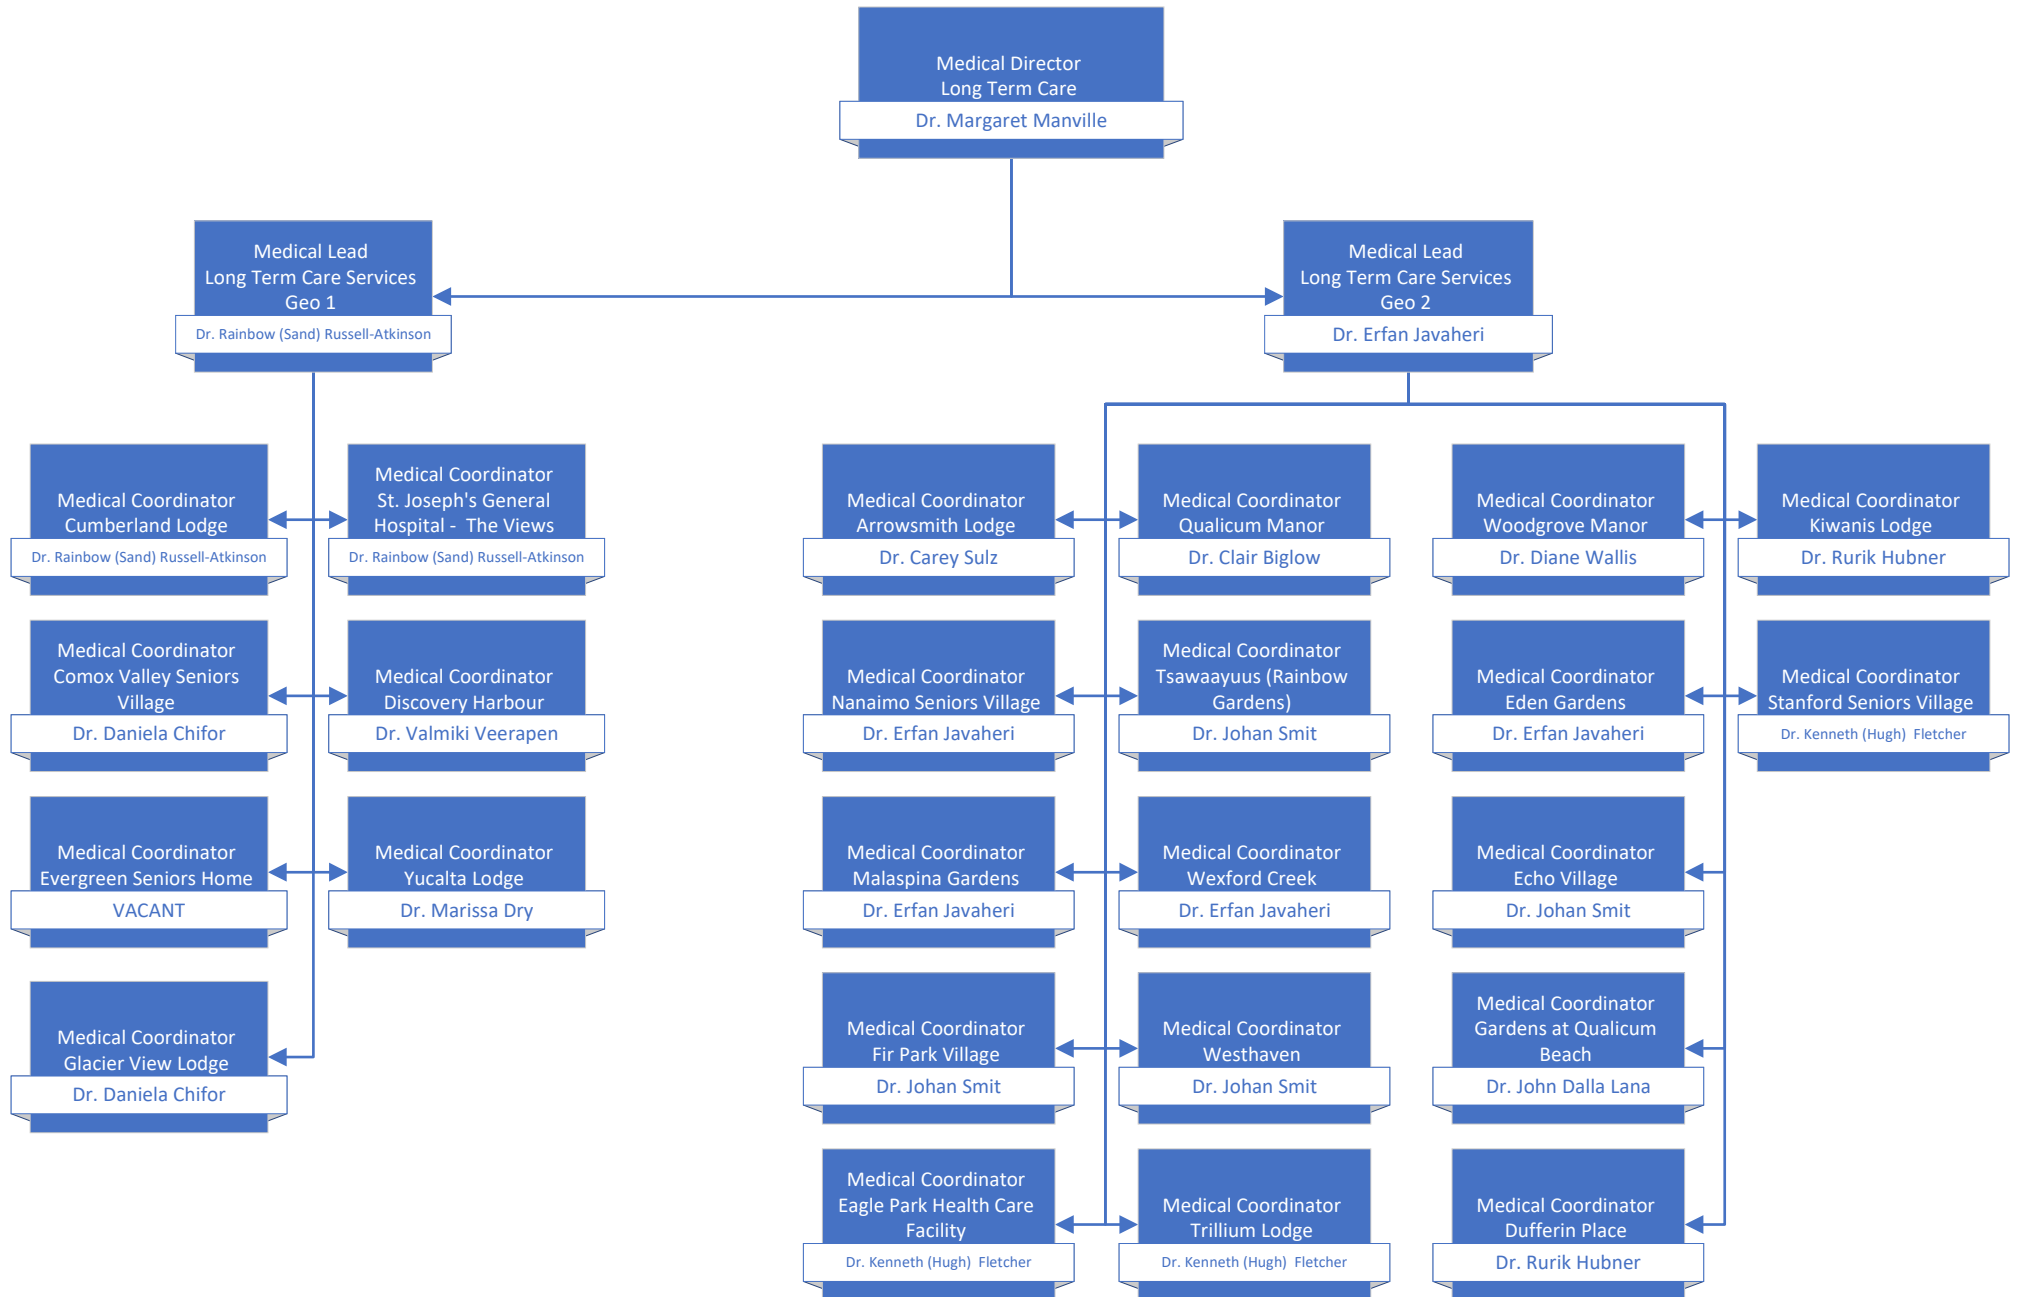 Medical Director
Long Term Care
Dr. Margaret Manville
Medical Lead
Long Term Care Services
Geo 1
Dr. Rainbow (Sand) Russell-Atkinson
Medical Lead
Long Term Care Services
Geo 2
Dr. Erfan Javaheri
Medical Coordinator
Cumberland Lodge
Dr. Rainbow (Sand) Russell-Atkinson
Medical Coordinator
St. Joseph's General
Hospital - The Views
Dr. Rainbow (Sand) Russell-Atkinson
Medical Coordinator
Arrowsmith Lodge
Dr. Carey Sulz
Medical Coordinator
Qualicum Manor
Dr. Clair Biglow
Medical Coordinator
Woodgrove Manor
Dr. Diane Wallis
Medical Coordinator
Kiwanis Lodge
Dr. Rurik Hubner
Medical Coordinator
Comox Valley Seniors
Village
Dr. Daniela Chifor
Medical Coordinator
Discovery Harbour
Dr. Valmiki Veerapen
Medical Coordinator
Nanaimo Seniors Village
Dr. Erfan Javaheri
Medical Coordinator
Tsawaayuus (Rainbow
Gardens)
Dr. Johan Smit
Medical Coordinator
Eden Gardens
Dr. Erfan Javaheri
Medical Coordinator
Stanford Seniors Village
Dr. Kenneth (Hugh) Fletcher
Medical Coordinator
Evergreen Seniors Home
VACANT
Medical Coordinator
Yucalta Lodge
Dr. Marissa Dry
Medical Coordinator
Malaspina Gardens
Dr. Erfan Javaheri
Medical Coordinator
Wexford Creek
Dr. Erfan Javaheri
Medical Coordinator
Echo Village
Dr. Johan Smit
Medical Coordinator
Glacier View Lodge
Dr. Daniela Chifor
Medical Coordinator
Fir Park Village
Dr. Johan Smit
Medical Coordinator
Westhaven
Dr. Johan Smit
Medical Coordinator
Gardens at Qualicum
Beach
Dr. John Dalla Lana
Medical Coordinator
Eagle Park Health Care
Facility
Dr. Kenneth (Hugh) Fletcher
Medical Coordinator
Trillium Lodge
Dr. Kenneth (Hugh) Fletcher
Medical Coordinator
Dufferin Place
Dr. Rurik Hubner